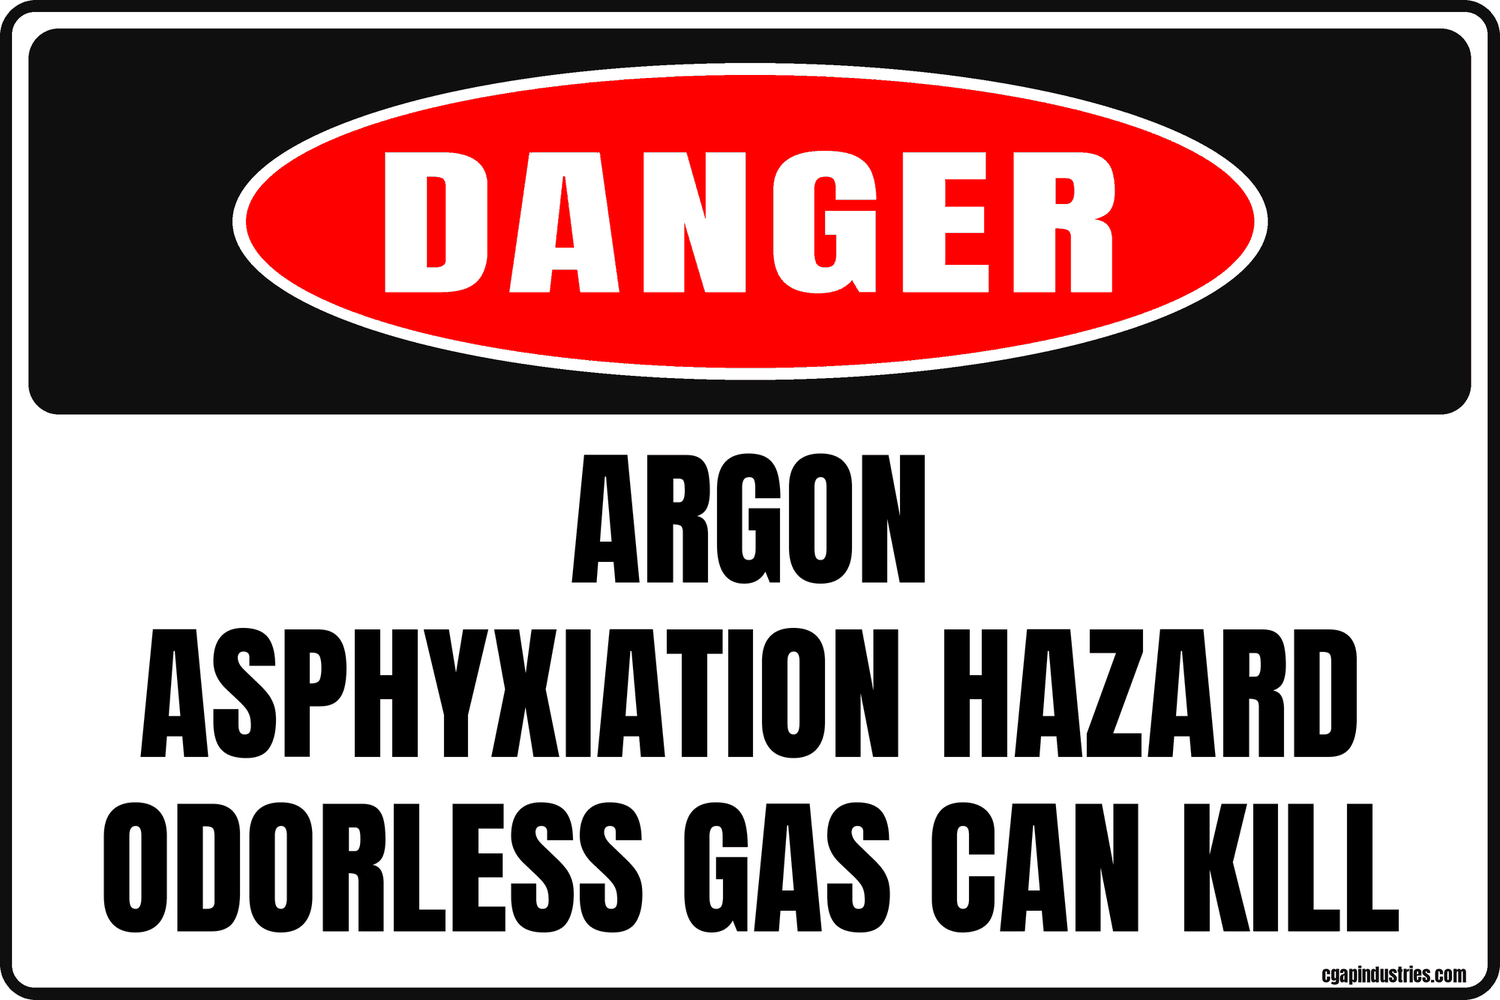 DANGER
ARGON
ASPHYXIATION HAZARD
ODORLESS GAS CAN KILL
cgapindustries.com